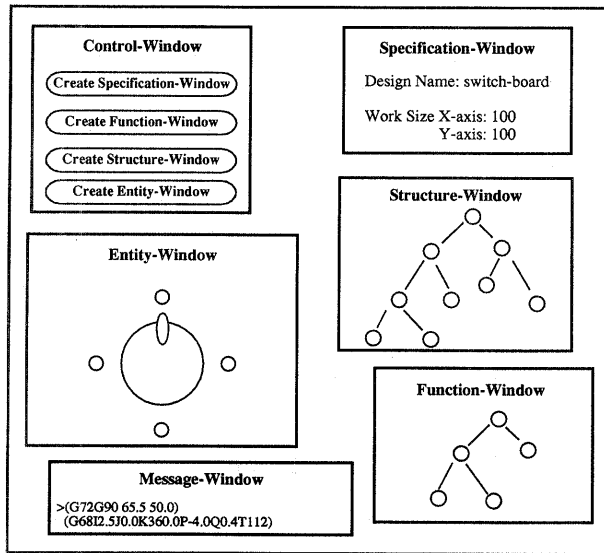 Control-Window
Create Specification-Window
Create Function-Window
Create Structure-Window
Create Entity-Window
Specification-Window
Design Name: switch-board
Work Size X-axis: 100
Y-axis: 100
Structure-Window
Entity-Window
Function-Window
Message-Window
>(G72G90 65.5 50.0)
(G68I2.5J0.0K360.0P-4.0Q0.4T112)